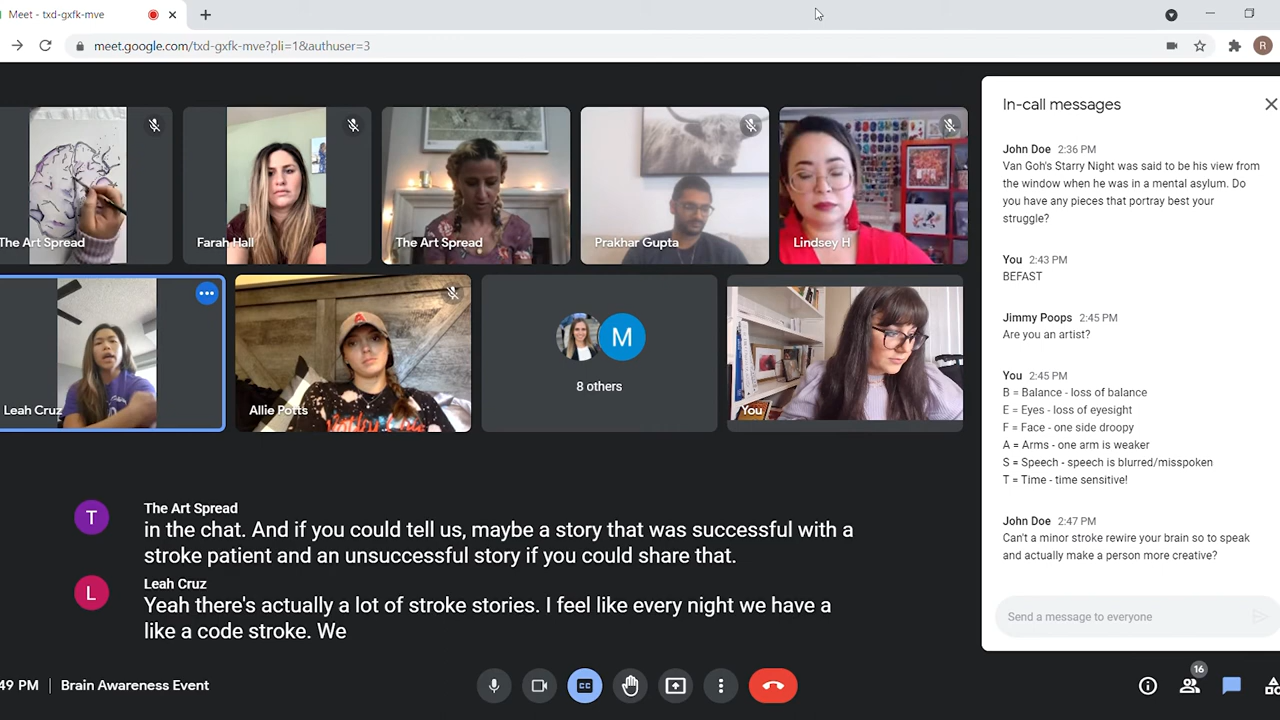 Meet - txd-gxfk-mve
meet.google.com/txd-gxfk-mve?pli=1&authuser=3
R
The Art Spread
Farah Hall
The Art Spread
Prakhar Gupta
Lindsey H
Leah Cruz
A
Allie Potts
M
8 others
You
In-call messages
John Doe 2:36 PM
Van Goh's Starry Night was said to be his view from
the window when he was in a mental asylum. Do
you have any pieces that portray best your
struggle?
You 2:43 PM
BEFAST
Jimmy Poops 2:45 PM
Are you an artist?
You 2:45 PM
B = Balance - loss of balance
E = Eyes - loss of eyesight
F = Face - one side droopy
A = Arms - one arm is weaker
S = Speech - speech is blurred/misspoken
T = Time - time sensitive!
John Doe 2:47 PM
Can't a minor stroke rewire your brain so to speak
and actually make a person more creative?
Send a message to everyone
T
The Art Spread
in the chat. And if you could tell us, maybe a story that was successful with a
stroke patient and an unsuccessful story if you could share that.
L
Leah Cruz
Yeah there's actually a lot of stroke stories. I feel like every night we have a
like a code stroke. We
:49 PM | Brain Awareness Event
CC
16